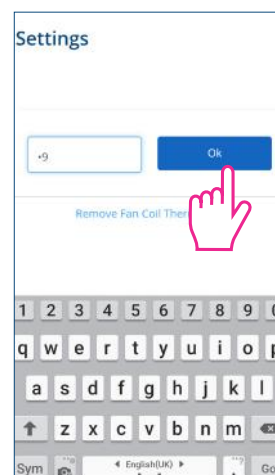 Settings
•9
Ok
Remove Fan Coil Ther
1 2 3 4 5 6 7 8 9 0
q w e r t y u i o p
a s d f g h j k l
z x c v b n m
Sym English(UK) Go